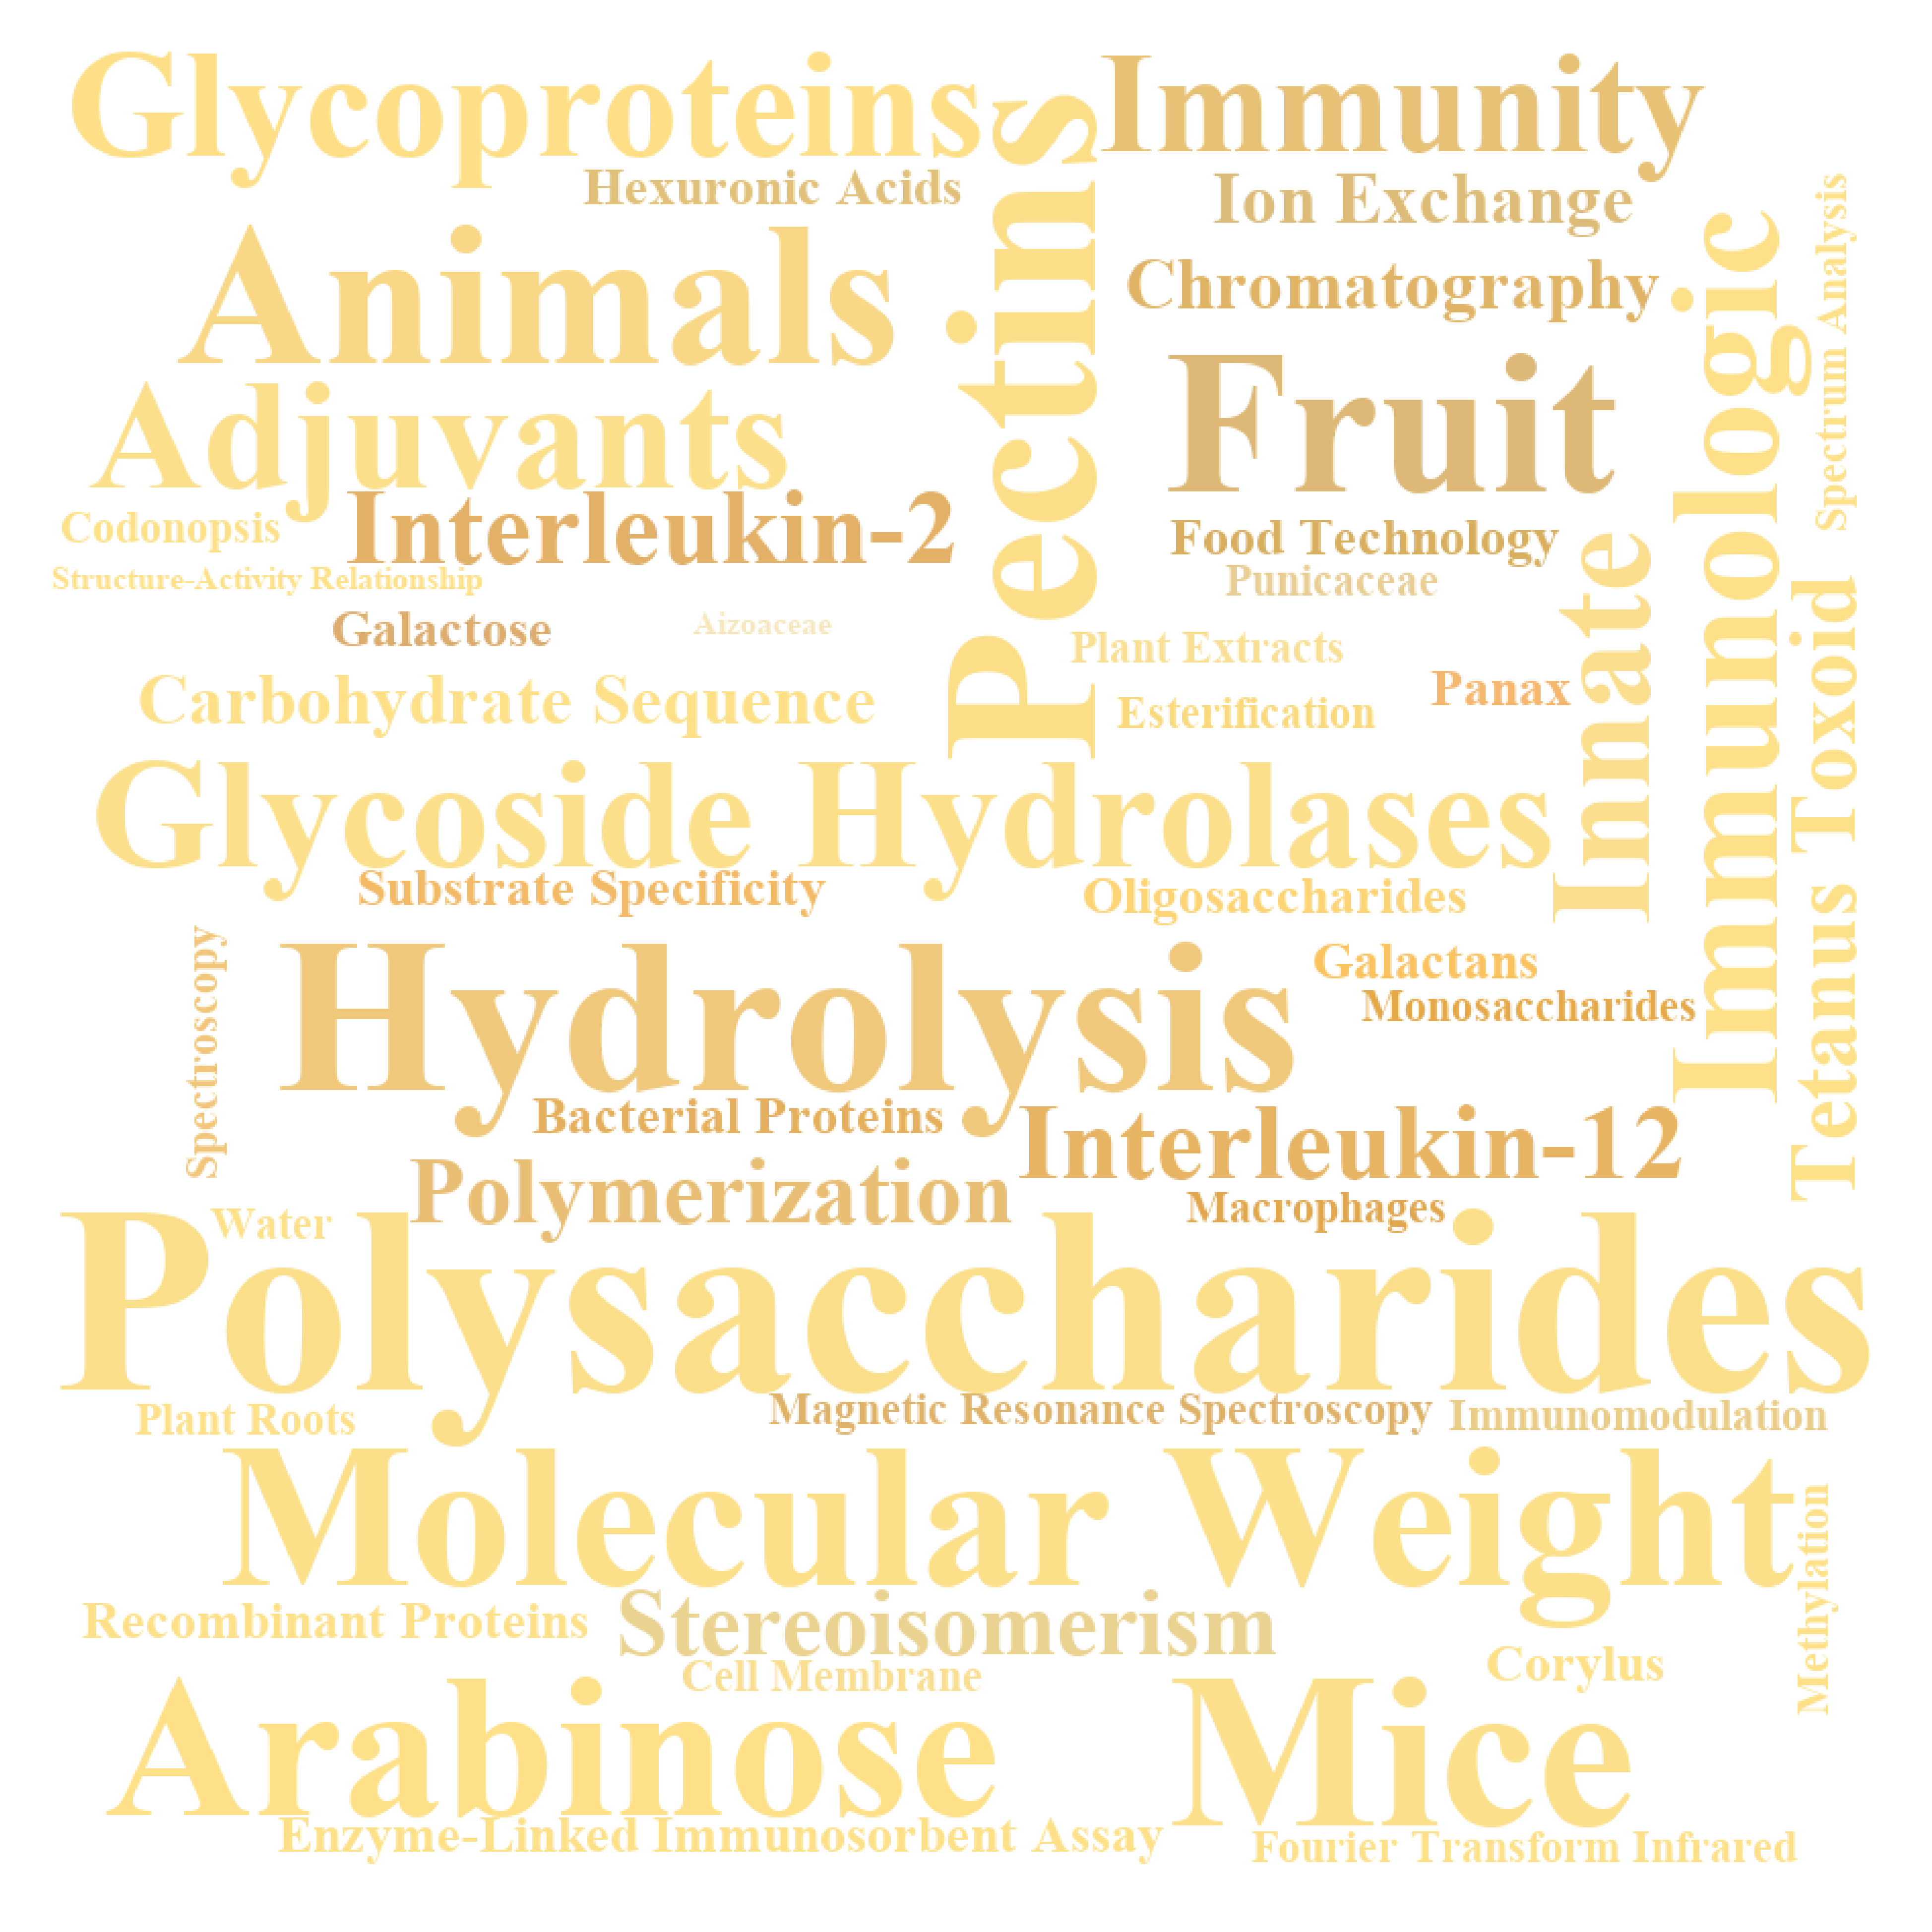 Glycoproteins
Immunity
Hexuronic Acids
Pectins
Ion Exchange
Spectrum Analysis
Animals
Chromatography
Immunologic
Adjuvants
Fruit
Interleukin-2
Codonopsis
Food Technology
Innate
Structure-Activity Relationship
Punicaceae
Tetanus Toxoid
Galactose
Aizoaceae
Plant Extracts
Carbohydrate Sequence
Esterification
Panax
Glycoside Hydrolases
Substrate Specificity
Oligosaccharides
Spectroscopy
Hydrolysis
Galactans
Monosaccharides
Bacterial Proteins
Interleukin-12
Polymerization
Macrophages
Water
Polysaccharides
Plant Roots
Magnetic Resonance Spectroscopy
Immunomodulation
Molecular Weight
Methylation
Recombinant Proteins
Stereoisomerism
Cell Membrane
Corylus
Arabinose
Mice
Enzyme-Linked Immunosorbent Assay
Fourier Transform Infrared